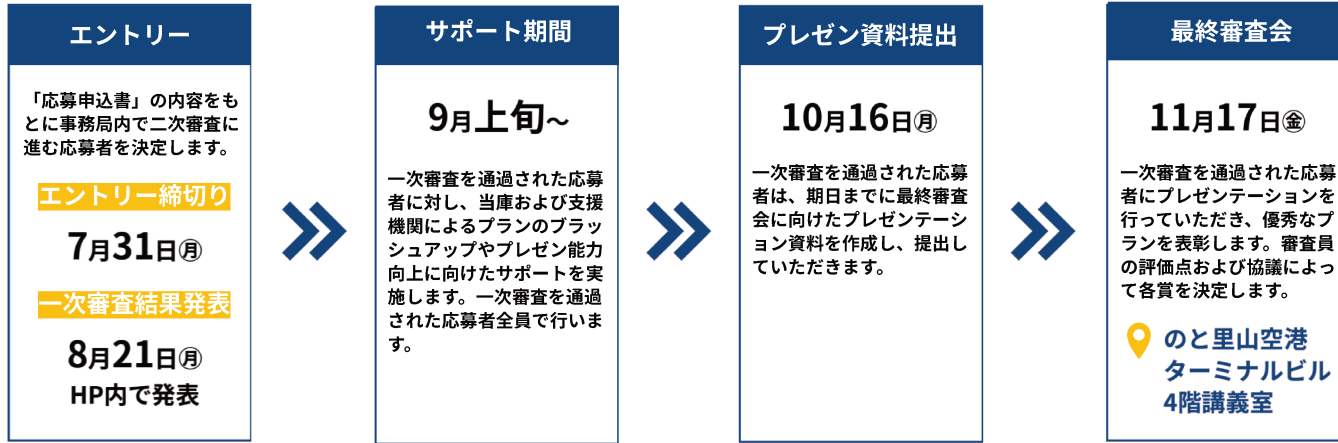 エントリー
「応募申込書」の内容をも
とに事務局内で二次審査に
進む応募者を決定します。
エントリー締切り
7月31日㊊
一次審査結果発表
8月21日㊊
HP内で発表
サポート期間
9月上旬～
一次審査を通過された応募
者に対し、当庫および支援
機関によるプランのブラッ
シュアップやプレゼン能力
向上に向けたサポートを実
施します。一次審査を通過
された応募者全員で行いま
す。
プレゼン資料提出
10月16日㊊
一次審査を通過された応募
者は、期日までに最終審査
会に向けたプレゼンテーシ
ョン資料を作成し、提出し
ていただきます。
最終審査会
11月17日㊎
一次審査を通過された応募
者にプレゼンテーションを
行っていただき、優秀なプ
ランを表彰します。審査員
の評価点および協議によっ
て各賞を決定します。
のと里山空港
ターミナルビル
4階講義室